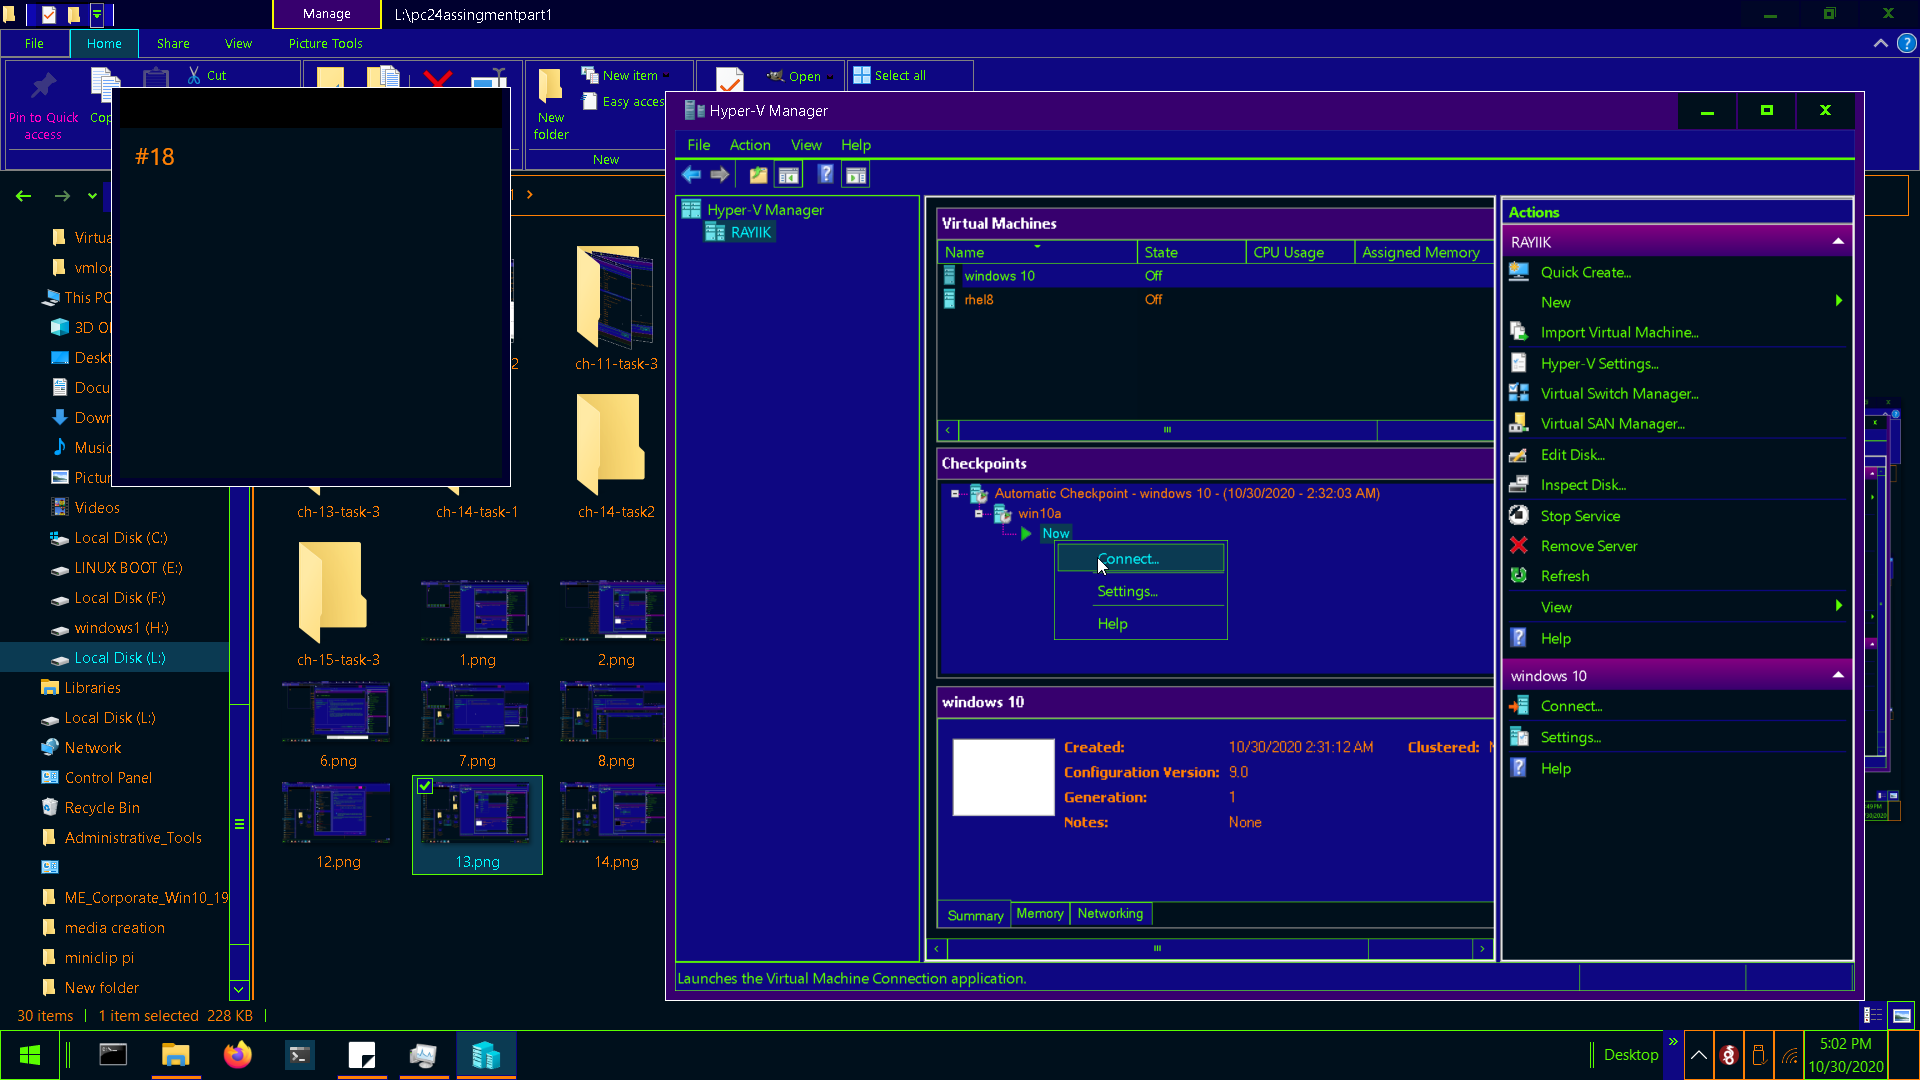 Manage
L:\pc24assingmentpart1
File
Home
Share
View
Picture Tools
Pin to Quick access
Cut
New folder
New item
Easy acces
Open
Select all
New
#18
Hyper-V Manager
File
Action
View
Help
Hyper-V Manager
RAYIIK
Virtual Machines
Name
State
CPU Usage
Assigned Memory
windows 10
Off
rhel8
Off
Checkpoints
Automatic Checkpoint - windows 10 - (10/30/2020 - 2:32:03 AM)
win10a
Now
Connect...
Settings...
Help
windows 10
Created:
10/30/2020 2:31:12 AM
Clustered:
Configuration Version:
9.0
Generation:
1
Notes:
None
Summary
Memory
Networking
Launches the Virtual Machine Connection application.
Actions
RAYIIK
Quick Create...
New
Import Virtual Machine...
Hyper-V Settings...
Virtual Switch Manager...
Virtual SAN Manager...
Edit Disk...
Inspect Disk...
Stop Service
Remove Server
Refresh
View
Help
windows 10
Connect...
Settings...
Help
Virtua
vmloc
This PC
3D O
Deskt
Docu
Down
Music
Pictur
Videos
Local Disk (C:)
LINUX BOOT (E:)
Local Disk (F:)
windows1 (H:)
Local Disk (L:)
Libraries
Local Disk (L:)
Network
Control Panel
Recycle Bin
Administrative_Tools
ME_Corporate_Win10_19
media creation
miniclip pi
New folder
ch-11-task-3
ch-13-task-3
ch-14-task-1
ch-14-task2
ch-15-task-3
1.png
2.png
6.png
7.png
8.png
12.png
13.png
14.png
30 items
1 item selected 228 KB
Desktop
5:02 PM
10/30/2020